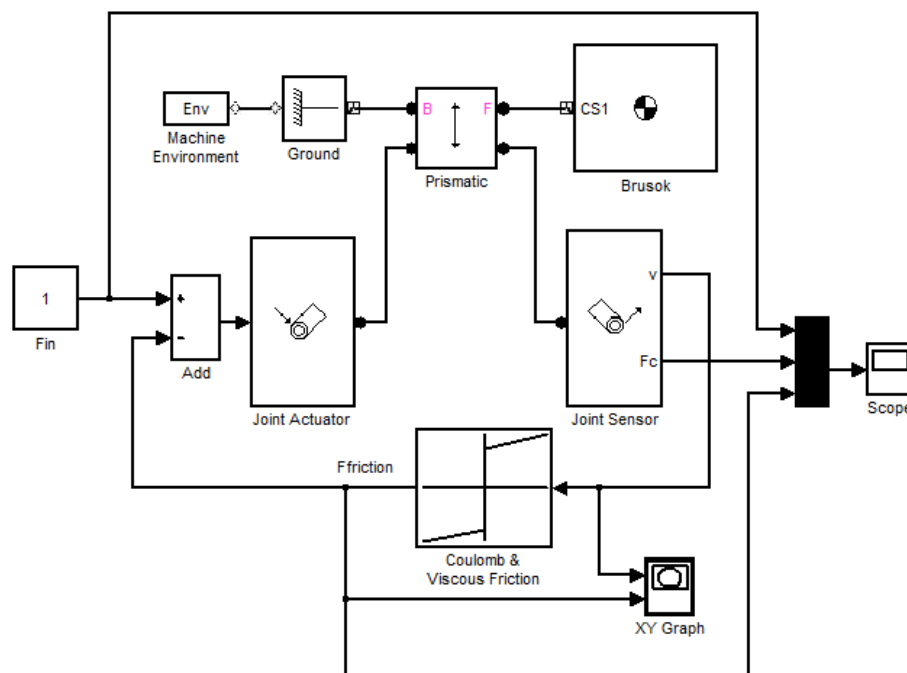 Env
Machine
Environment
Ground
B
F
Prismatic
CS1
Brusok
1
Fin
+
-
Add
Joint Actuator
v
Fc
Joint Sensor
Scope
Ffriction
Coulomb &
Viscous Friction
XY Graph